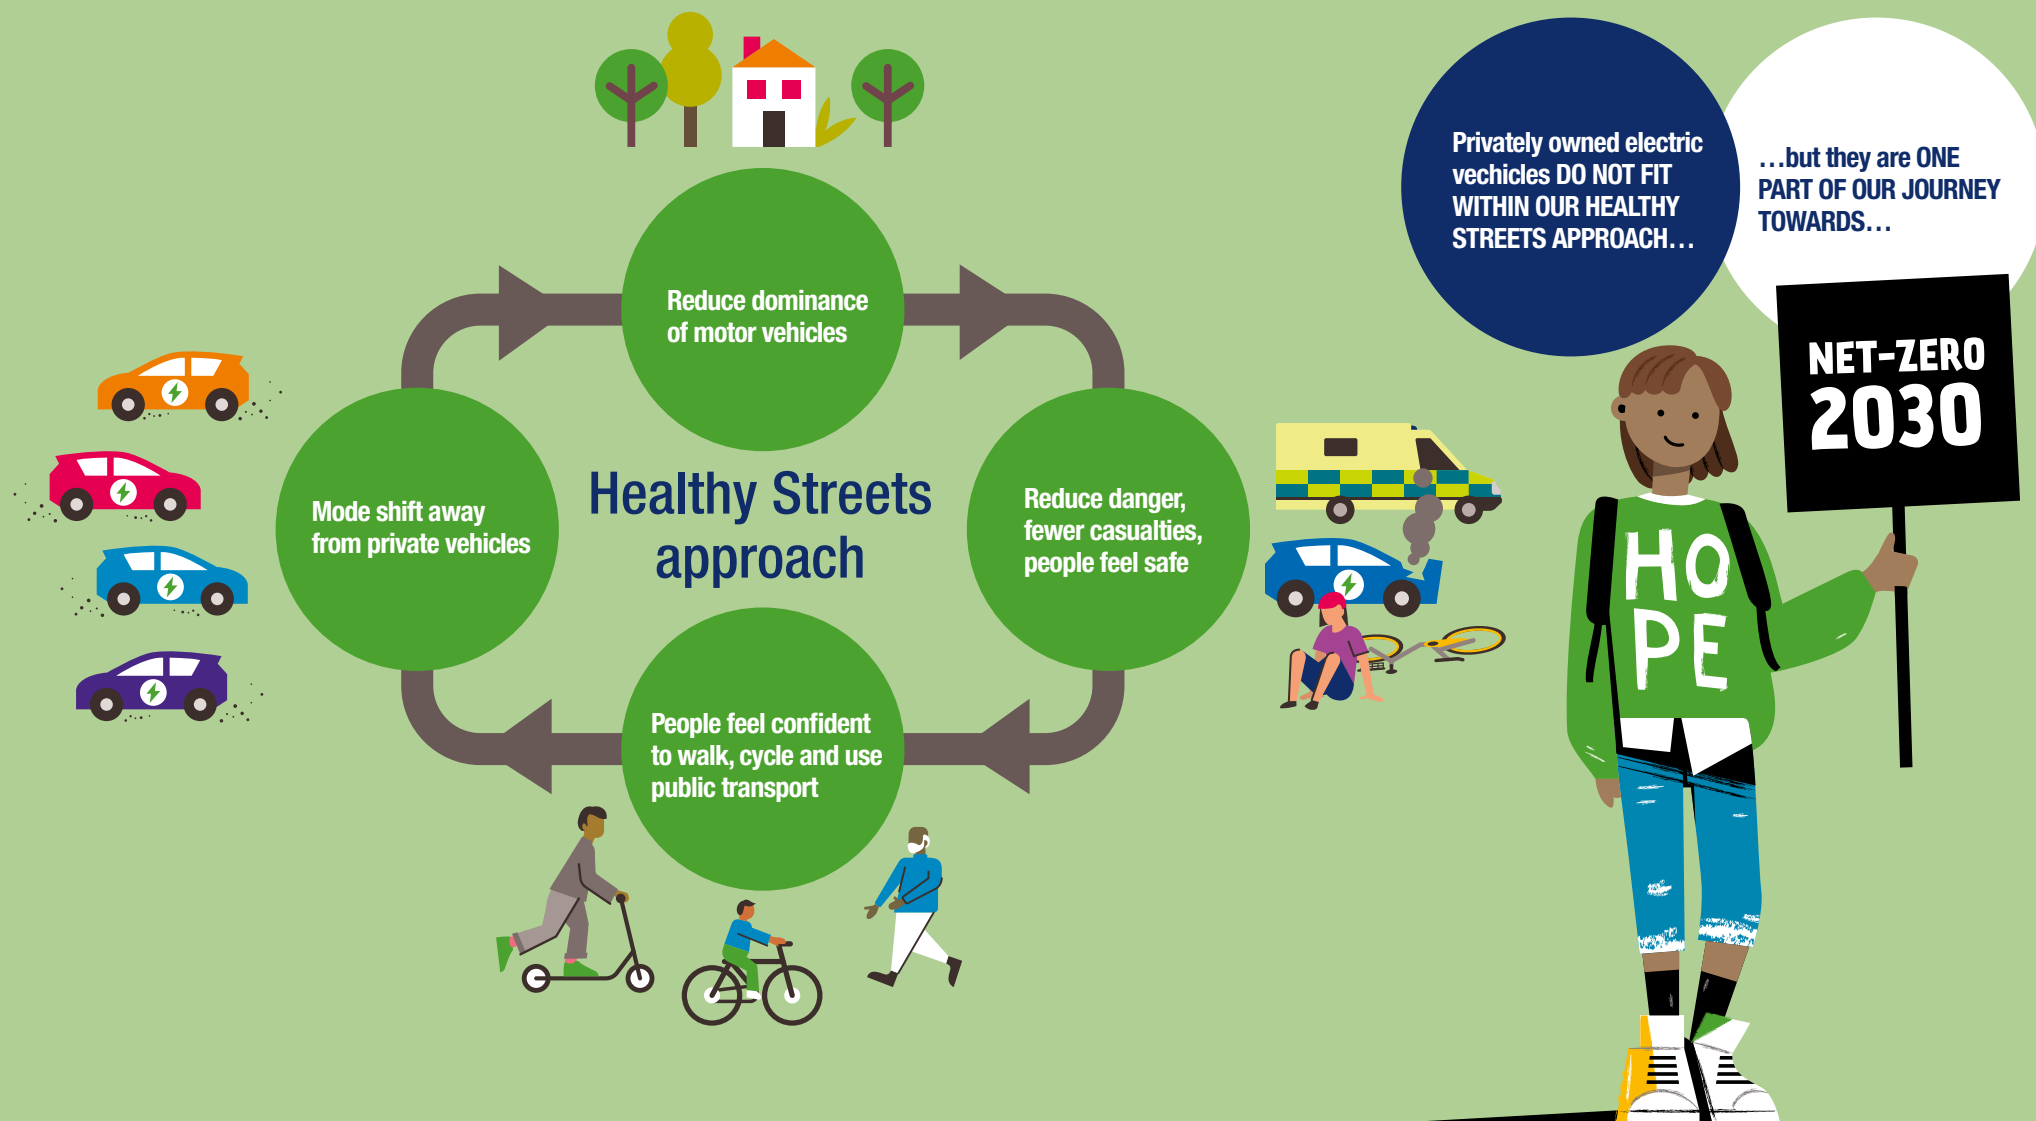 Reduce dominance
of motor vehicles
Mode shift away
from private vehicles
Healthy Streets
approach
Reduce danger,
fewer casualties,
people feel safe
People feel confident
to walk, cycle and use
public transport
Privately owned electric
vechicles DO NOT FIT
WITHIN OUR HEALTHY
STREETS APPROACH…
…but they are ONE
PART OF OUR JOURNEY
TOWARDS…
NET-ZERO
2030
HO
PE